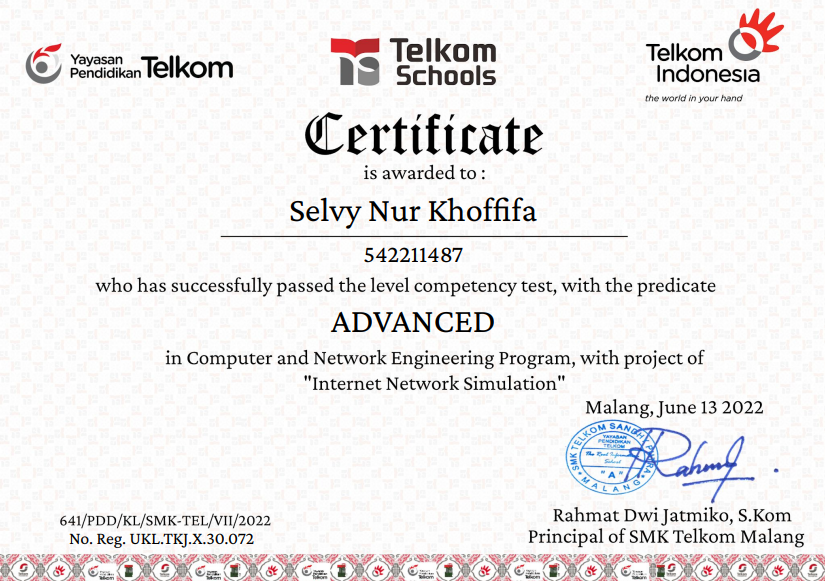 Yayasan
Pendidikan Telkom
Telkom
Schools
Telkom
Indonesia
the world in your hand
Certificate
is awarded to :
Selvy Nur Khoffifa
542211487
who has successfully passed the level competency test, with the predicate
ADVANCED
in Computer and Network Engineering Program, with project of
"Internet Network Simulation"
Malang, June 13 2022
SMK TELKOM SANDHY PUTRA
YAYASAN
PENDIDIKAN
TELKOM
The Real
School
"A"
MALANG
641/PDD/KL/SMK-TEL/VII/2022
No. Reg. UKL.TKJ.X.30.072
Rahmat Dwi Jatmiko, S.Kom
Principal of SMK Telkom Malang